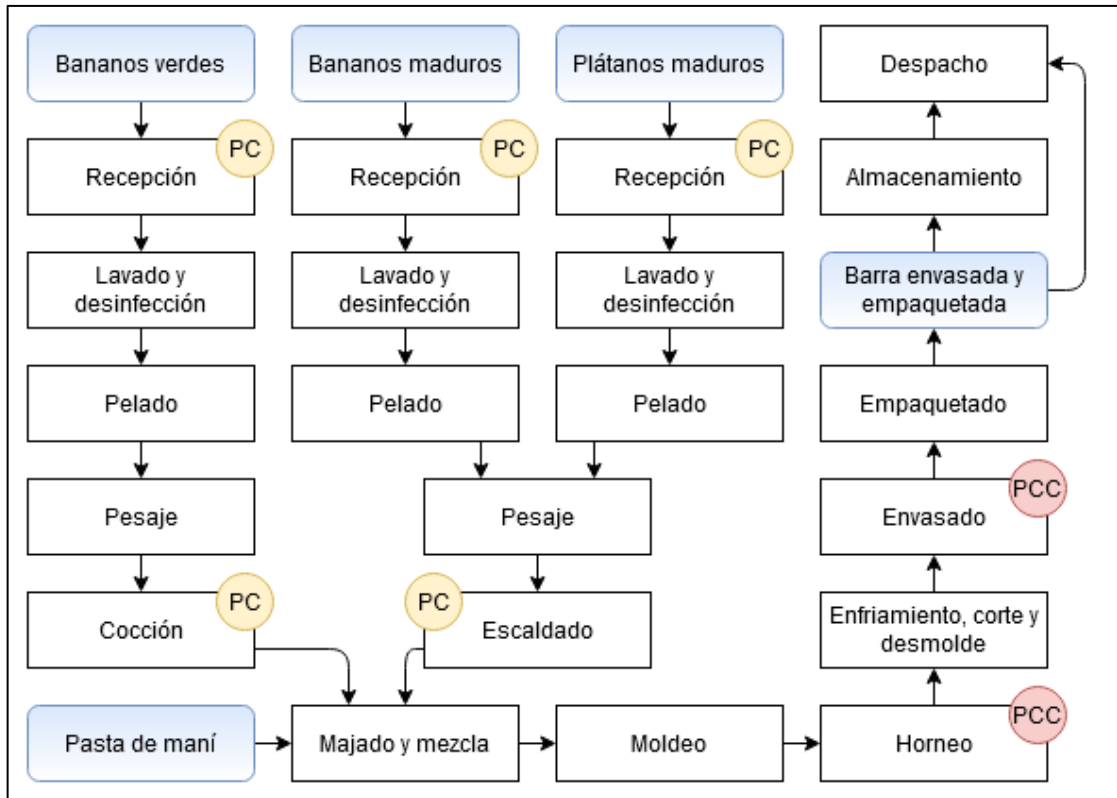 Bananos verdes
Bananos maduros
Plátanos maduros
Despacho
PC
Recepción
PC
Recepción
PC
Recepción
Almacenamiento
Lavado y
desinfección
Lavado y
desinfección
Lavado y
desinfección
Barra envasada y
empaquetada
Pelado
Pelado
Pelado
Empaquetado
Pesaje
Pesaje
PCC
Envasado
PC
Cocción
PC
Escaldado
Enfriamiento, corte y
desmolde
Pasta de maní
Majado y mezcla
Moldeo
PCC
Horneo